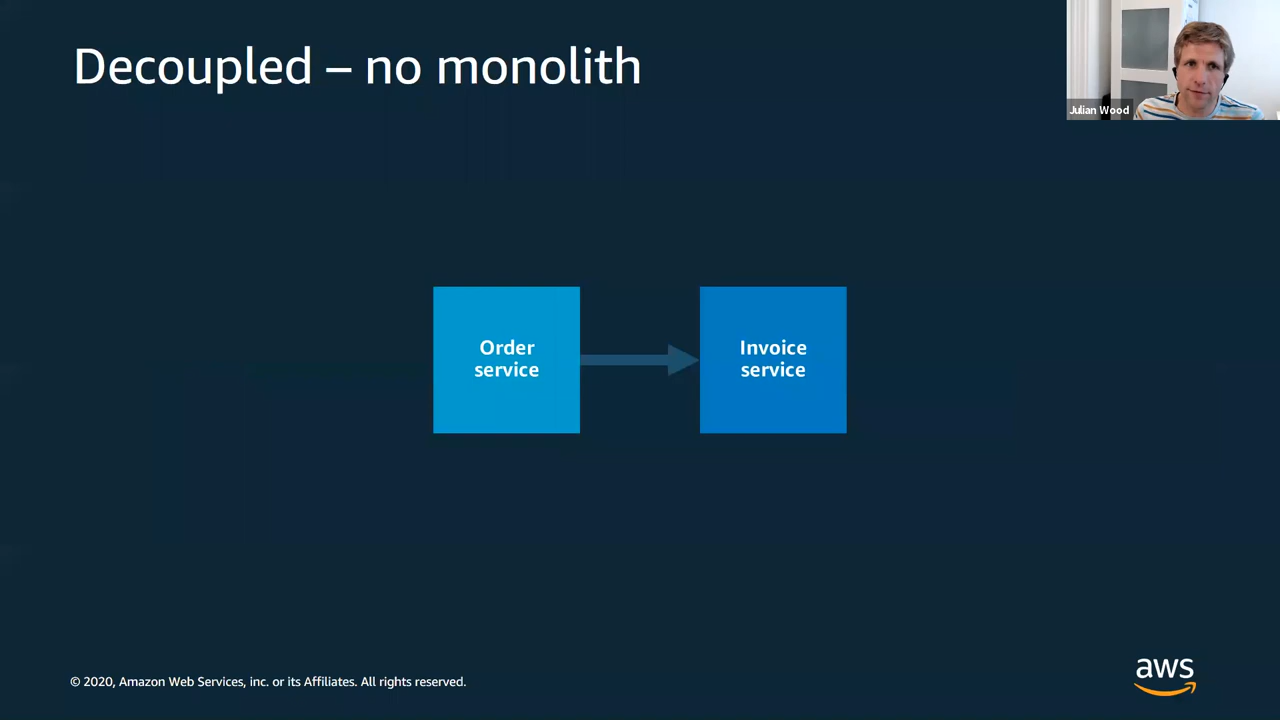 Decoupled – no monolith
Julian Wood
Order
service
Invoice
service
© 2020, Amazon Web Services, inc. or its Affiliates. All rights reserved.
aws